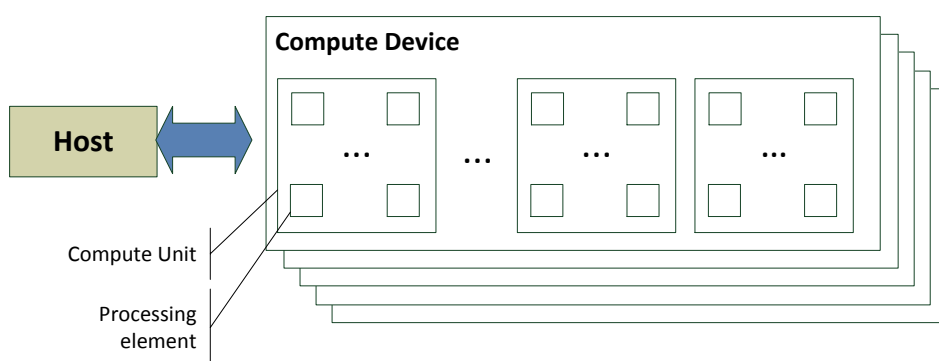 Compute Device
Host
...
...
...
...
Compute Unit
Processing
element